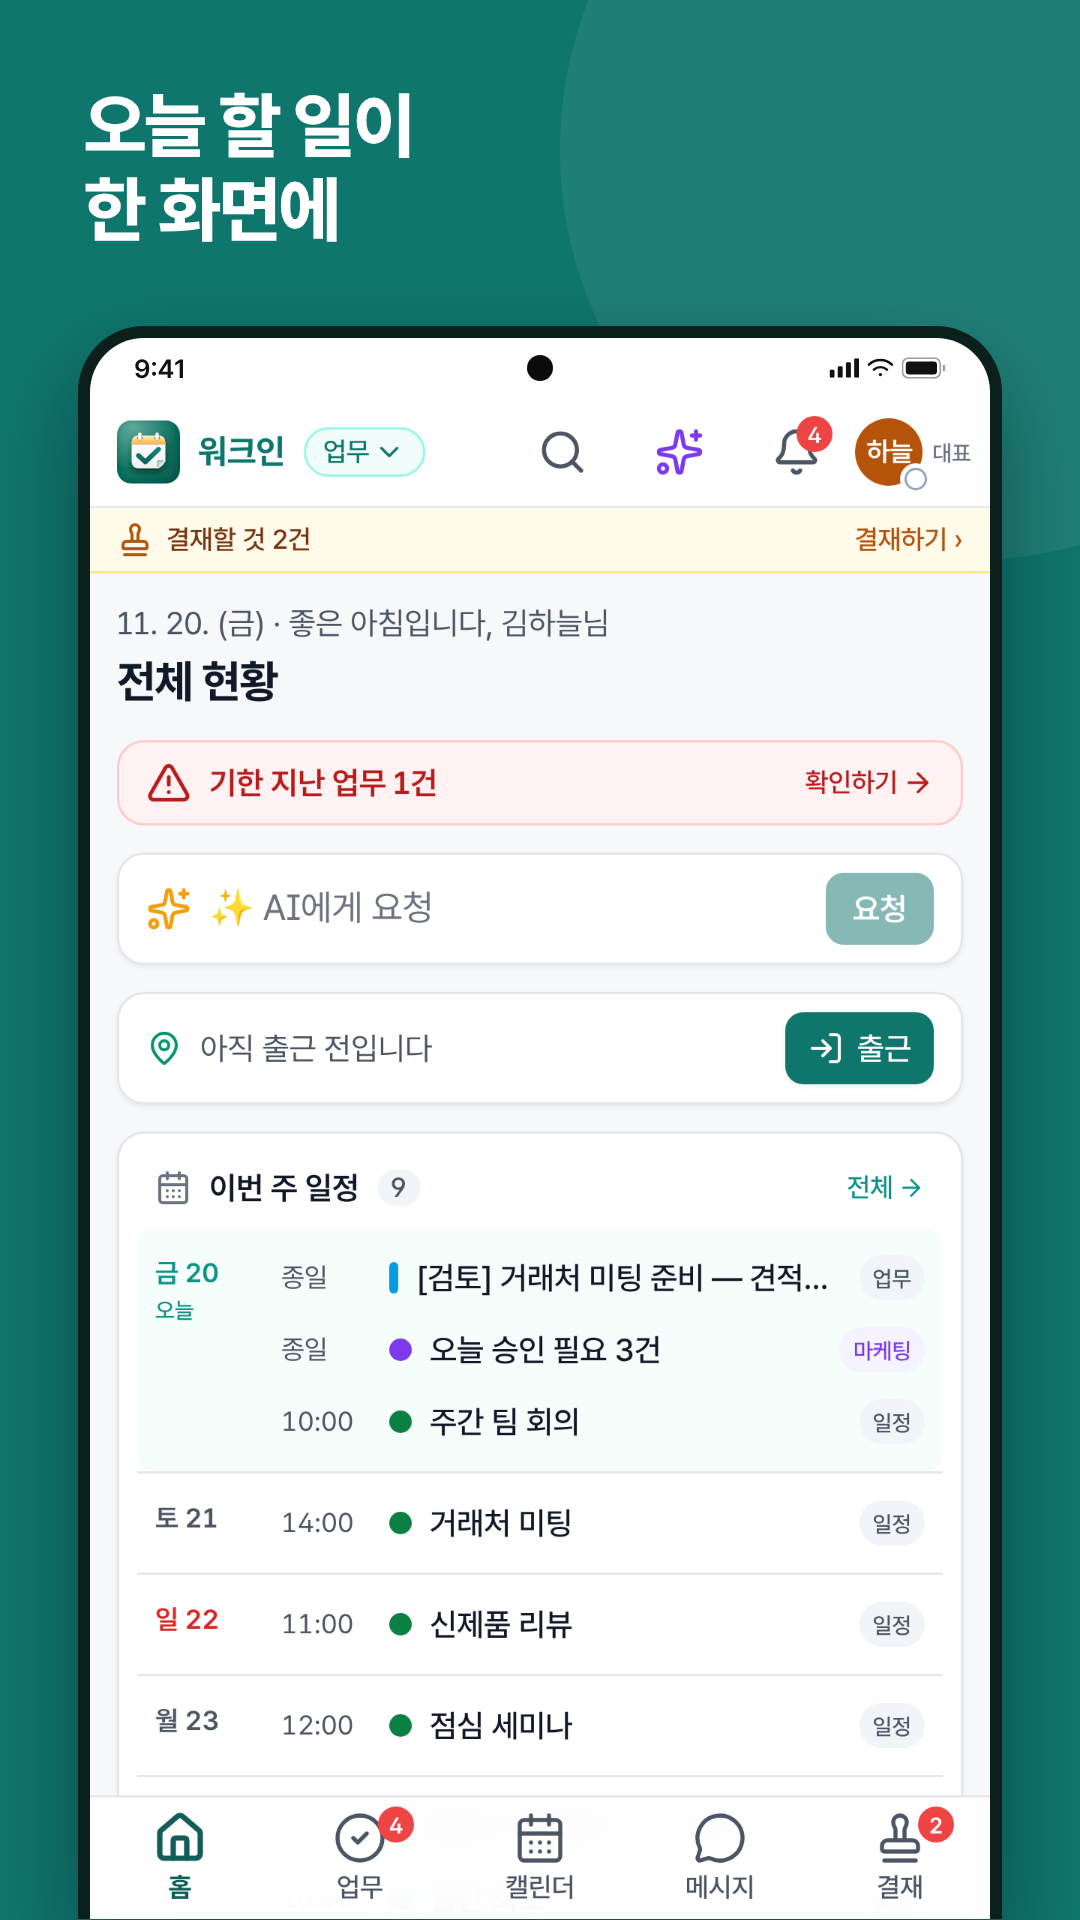 오늘 할 일이
한 화면에
9:41
워크인 업무
4
하늘 대표
결재할 것 2건 결재하기 ›
11. 20. (금) · 좋은 아침입니다, 김하늘님
전체 현황
기한 지난 업무 1건 확인하기 →
✨ AI에게 요청 요청
아직 출근 전입니다 출근
이번 주 일정 9 전체 →
금 20 종일 [검토] 거래처 미팅 준비 — 견적... 업무
오늘
종일 오늘 승인 필요 3건 마케팅
10:00 주간 팀 회의 일정
토 21 14:00 거래처 미팅 일정
일 22 11:00 신제품 리뷰 일정
월 23 12:00 점심 세미나 일정
4 2
홈 업무 캘린더 메시지 결재